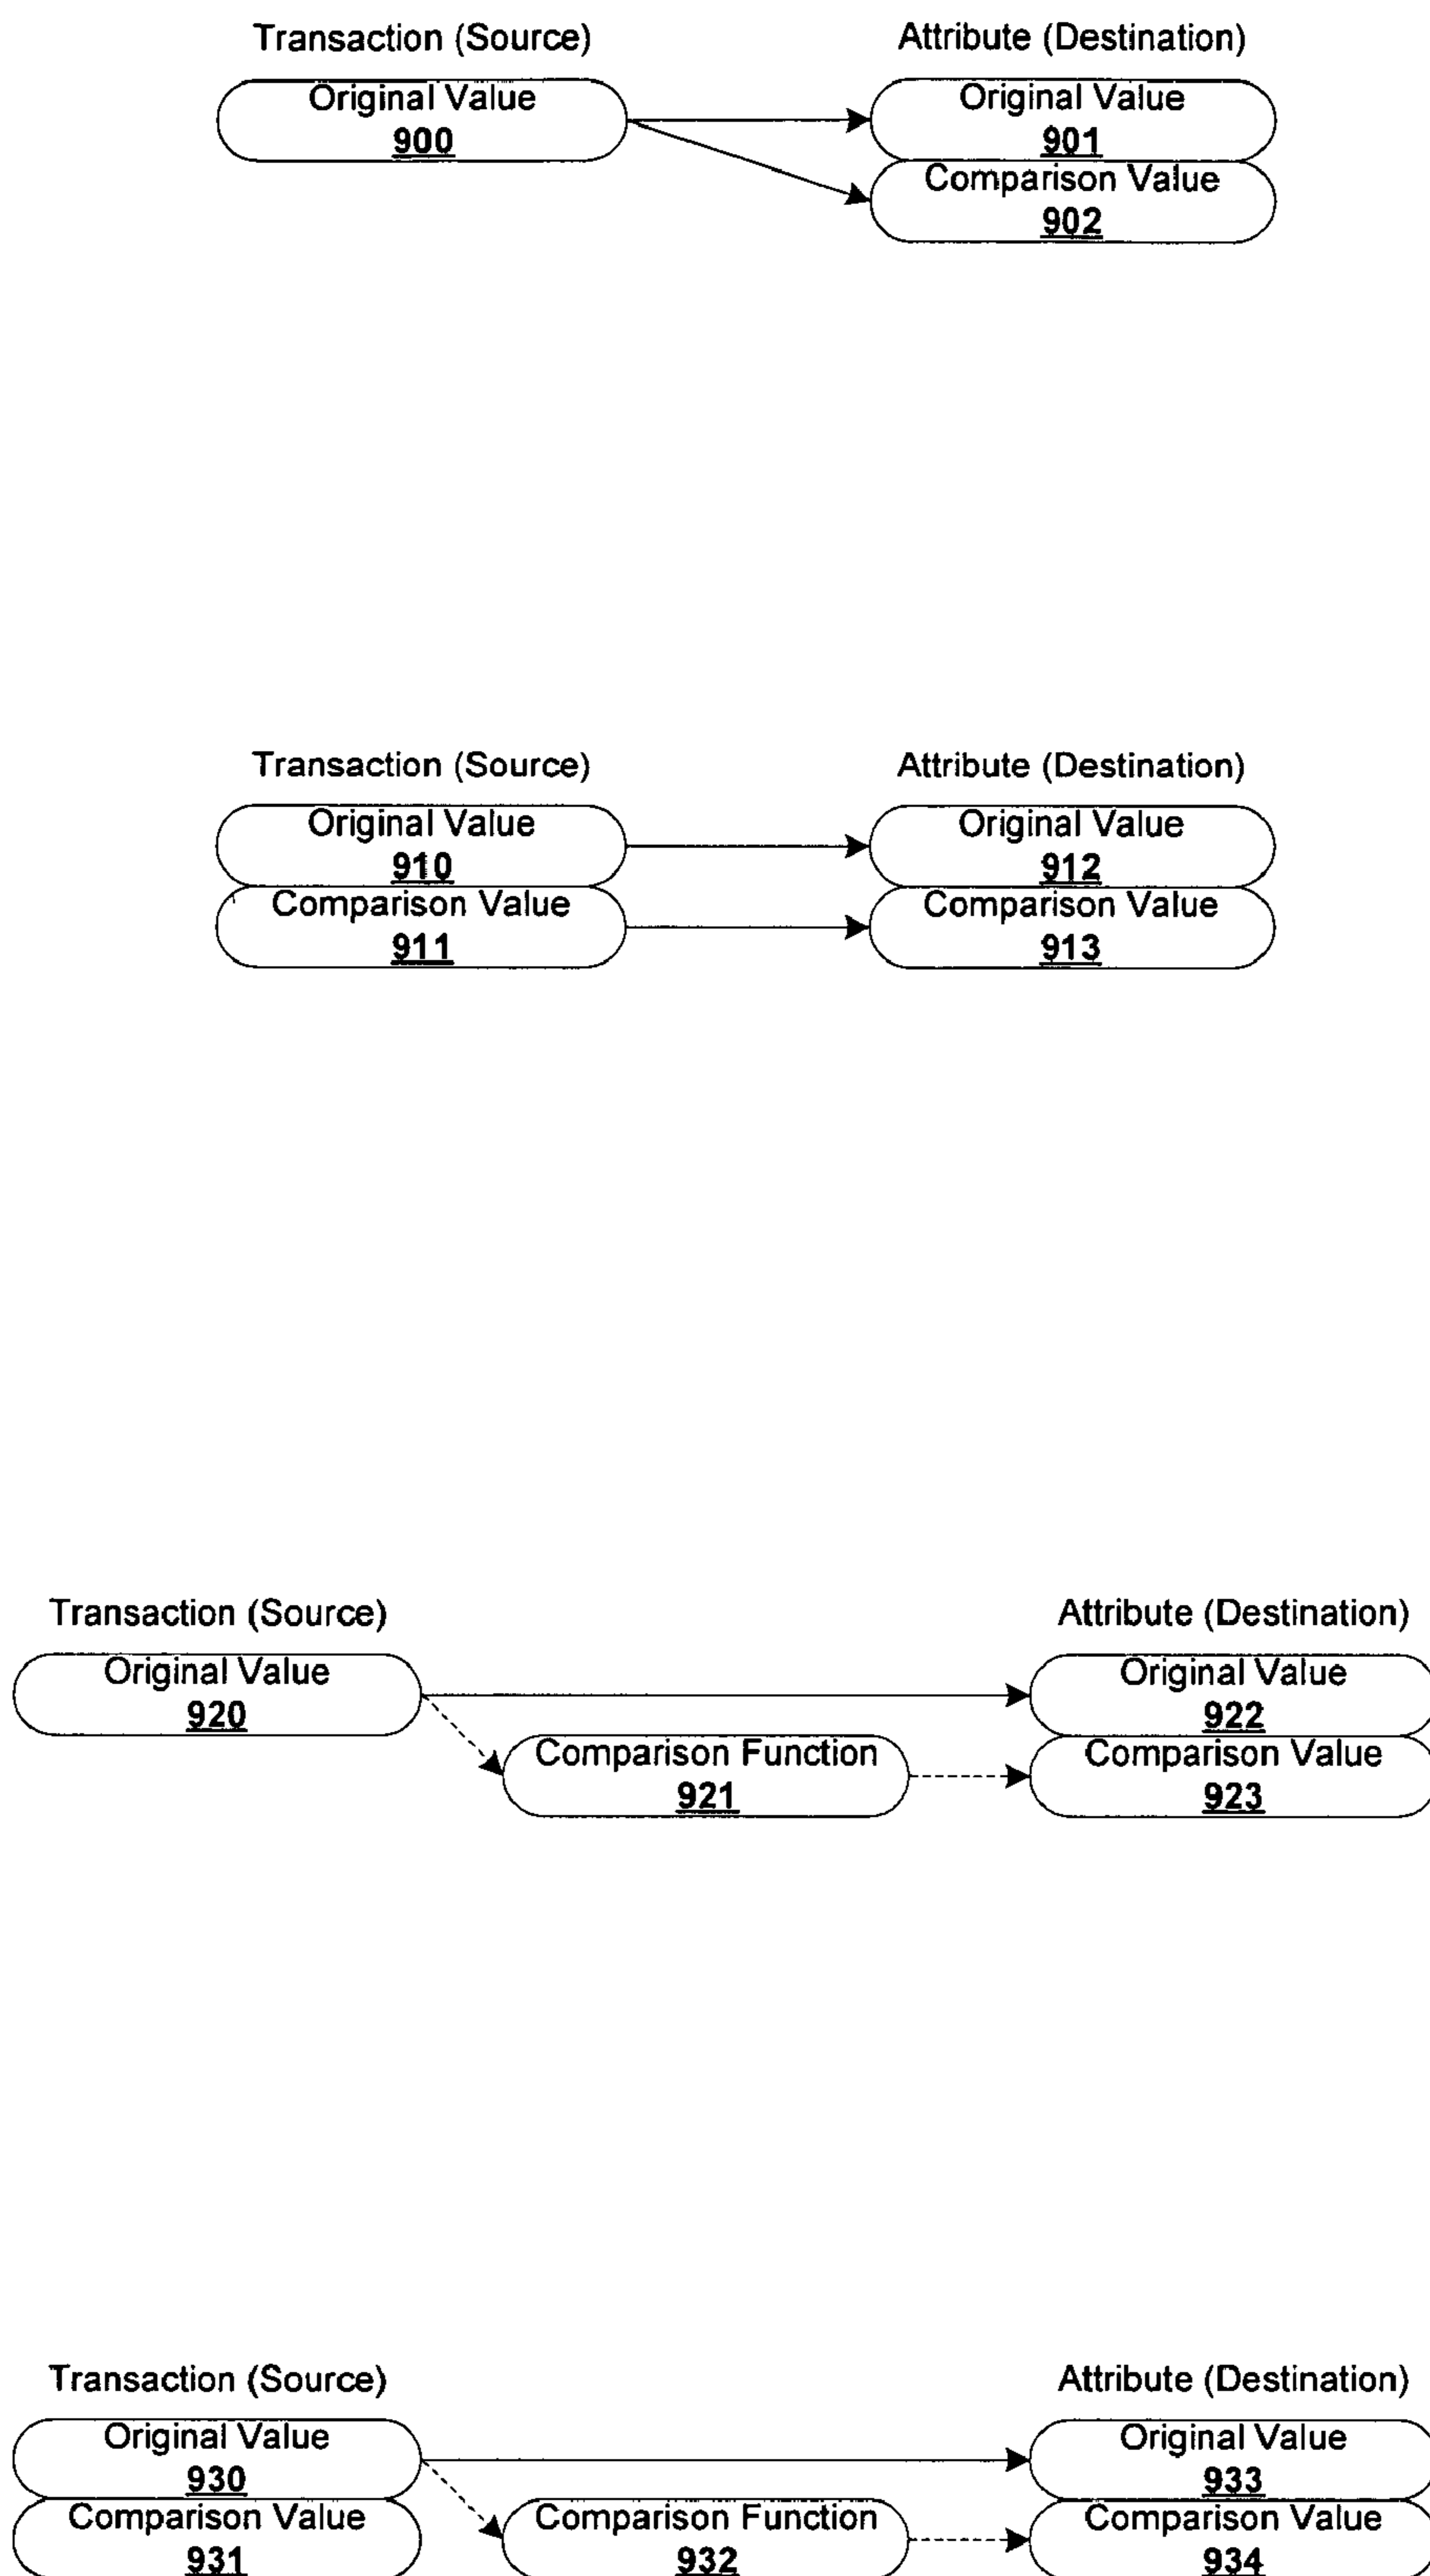 Transaction (Source)
Attribute (Destination)
Original Value
900
Original Value
901
Comparison Value
902
Transaction (Source)
Attribute (Destination)
Original Value
910
Original Value
912
Comparison Value
911
Comparison Value
913
Transaction (Source)
Attribute (Destination)
Original Value
920
Original Value
922
Comparison Function
921
Comparison Value
923
Transaction (Source)
Attribute (Destination)
Original Value
930
Original Value
933
Comparison Value
931
Comparison Function
932
Comparison Value
934